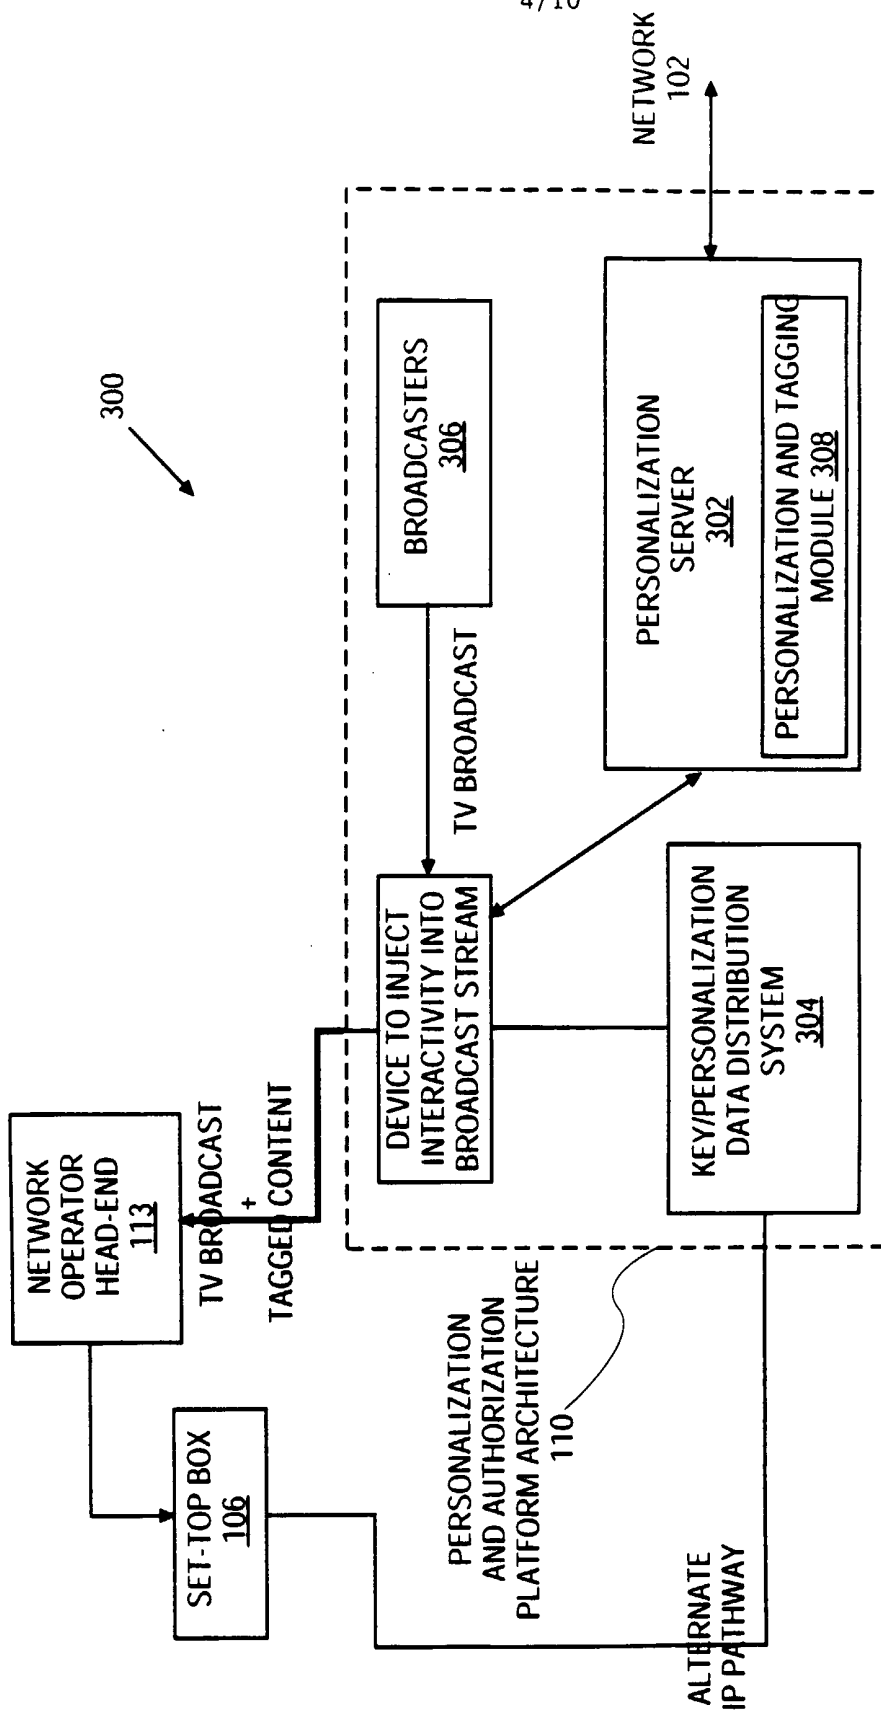 4/10
300
NETWORK
102
BROADCASTERS
306
TV BROADCAST
PERSONALIZATION
SERVER
302
PERSONALIZATION AND TAGGING
MODULE 308
DEVICE TO INJECT
INTERACTIVITY INTO
BROADCAST STREAM
KEY/PERSONALIZATION
DATA DISTRIBUTION
SYSTEM
304
NETWORK
OPERATOR
HEAD-END
113
TV BROADCAST
+
TAGGED CONTENT
SET-TOP BOX
106
PERSONALIZATION
AND AUTHORIZATION
PLATFORM ARCHITECTURE
110
ALTERNATE
IP PATHWAY